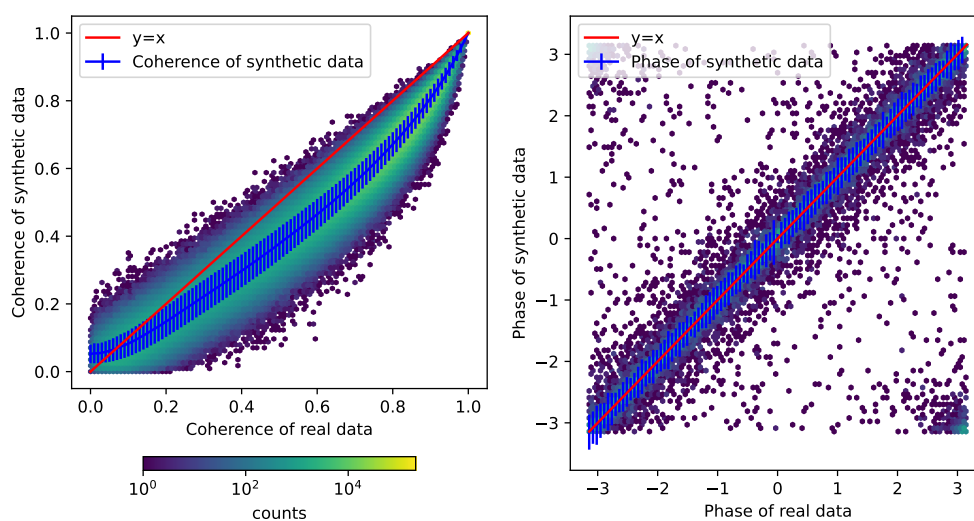 y=x
Coherence of synthetic data
1.0
0.8
0.6
0.4
0.2
0.0
Coherence of synthetic data
0.0 0.2 0.4 0.6 0.8 1.0
Coherence of real data
10^0 10^2 10^4
counts
y=x
Phase of synthetic data
3
2
1
0
−1
−2
−3
Phase of synthetic data
−3 −2 −1 0 1 2 3
Phase of real data